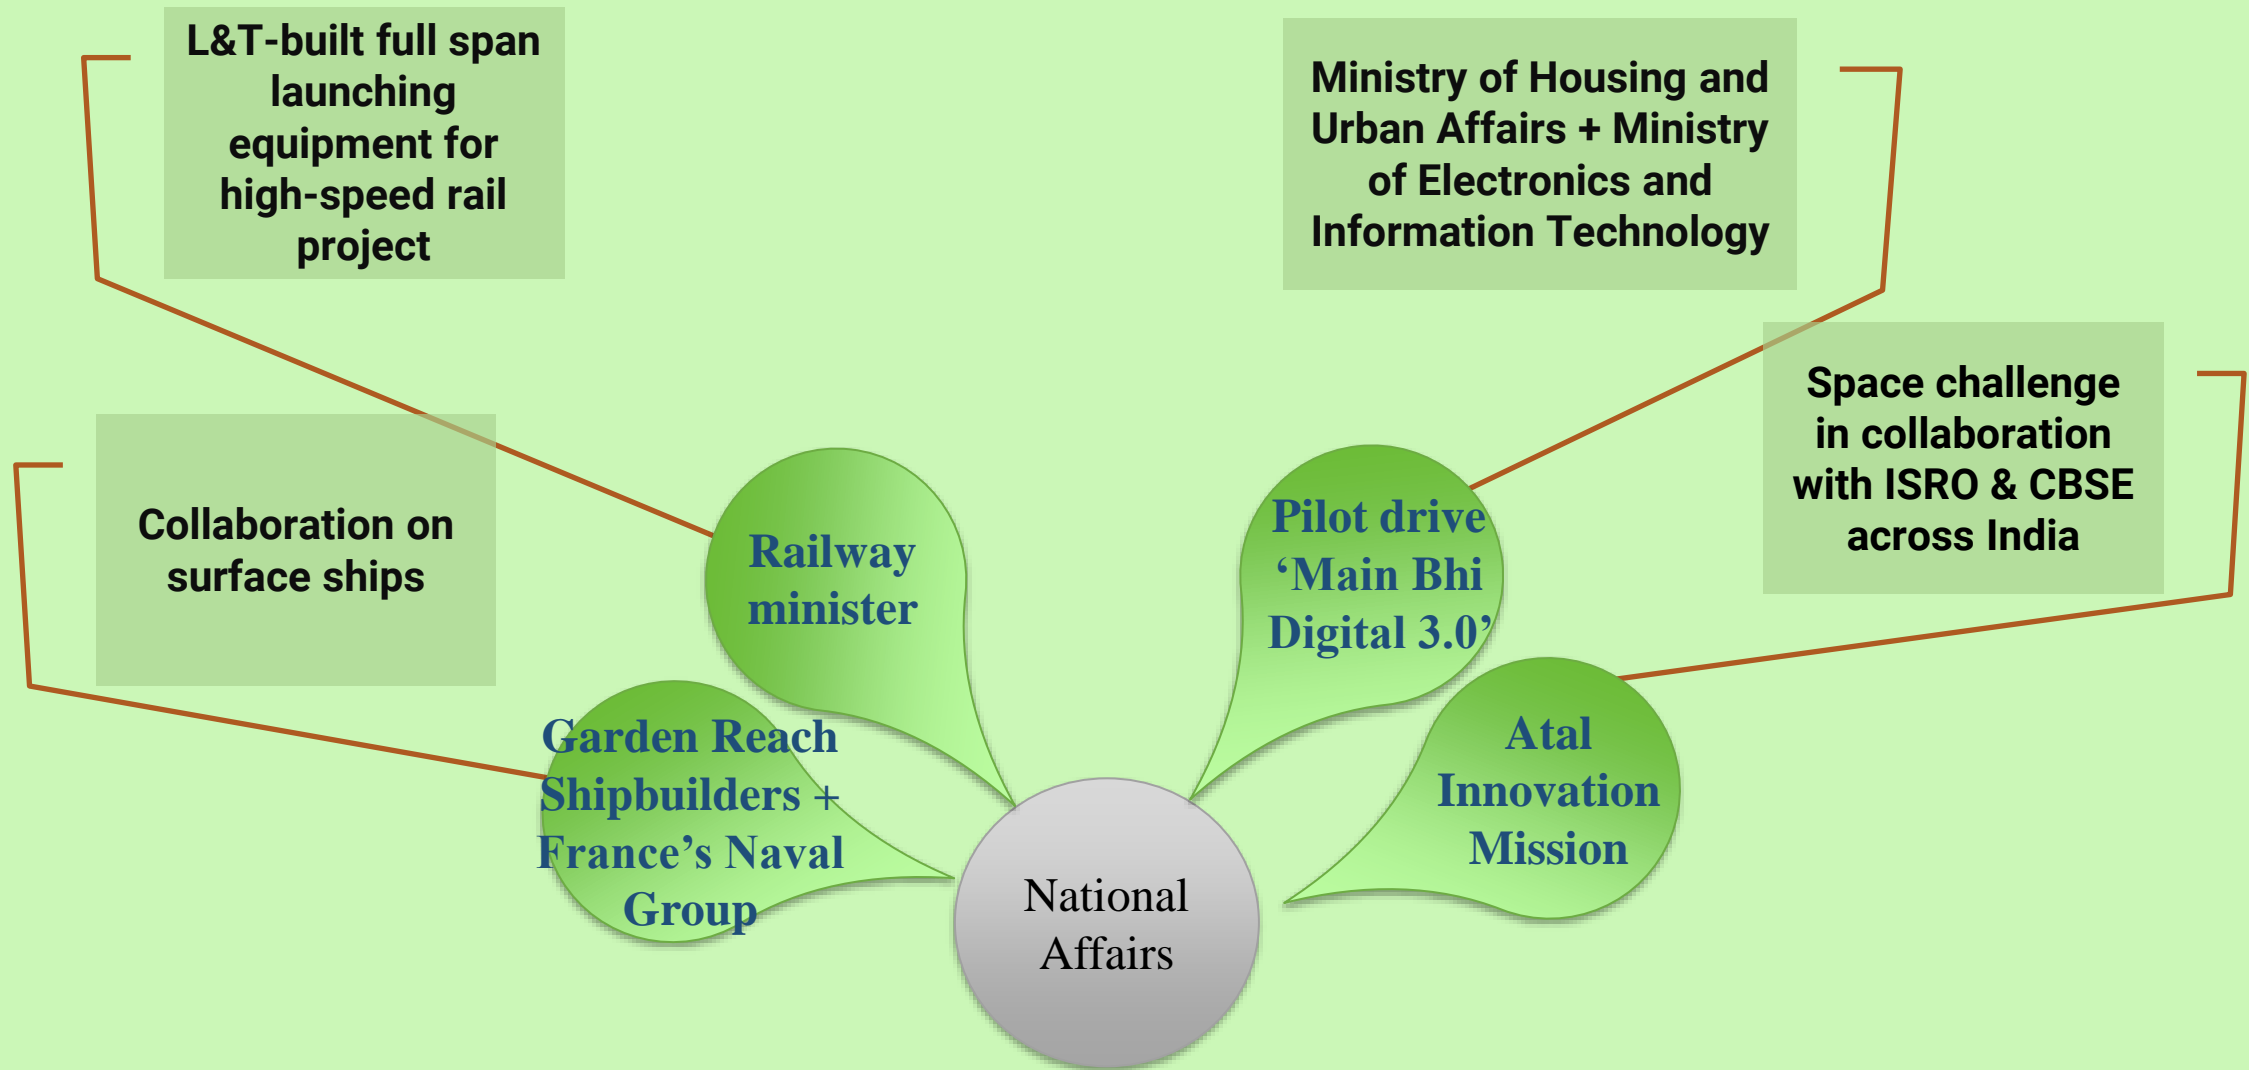 L&T-built full span
launching
equipment for
high-speed rail
project
Ministry of Housing and
Urban Affairs + Ministry
of Electronics and
Information Technology
Space challenge
in collaboration
with ISRO & CBSE
across India
Collaboration on
surface ships
Railway
minister
Pilot drive
‘Main Bhi
Digital 3.0’
Garden Reach
Shipbuilders +
France’s Naval
Group
Atal
Innovation
Mission
National
Affairs